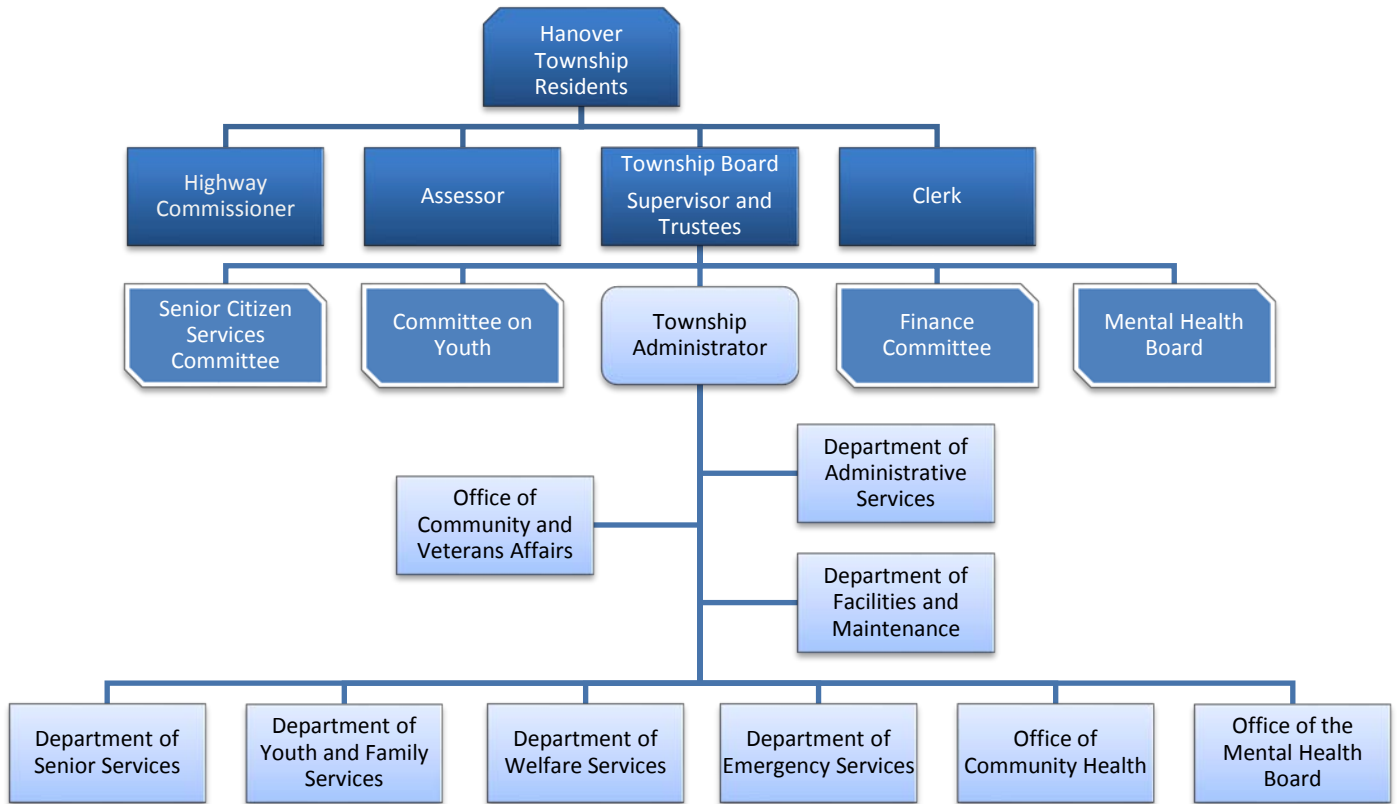 Hanover
Township
Residents
Highway
Commissioner
Assessor
Township Board
Supervisor and
Trustees
Clerk
Senior Citizen
Services
Committee
Committee on
Youth
Township
Administrator
Finance
Committee
Mental Health
Board
Department of
Administrative
Services
Office of
Community and
Veterans Affairs
Department of
Facilities and
Maintenance
Department of
Senior Services
Department of
Youth and Family
Services
Department of
Welfare Services
Department of
Emergency Services
Office of
Community Health
Office of the
Mental Health
Board